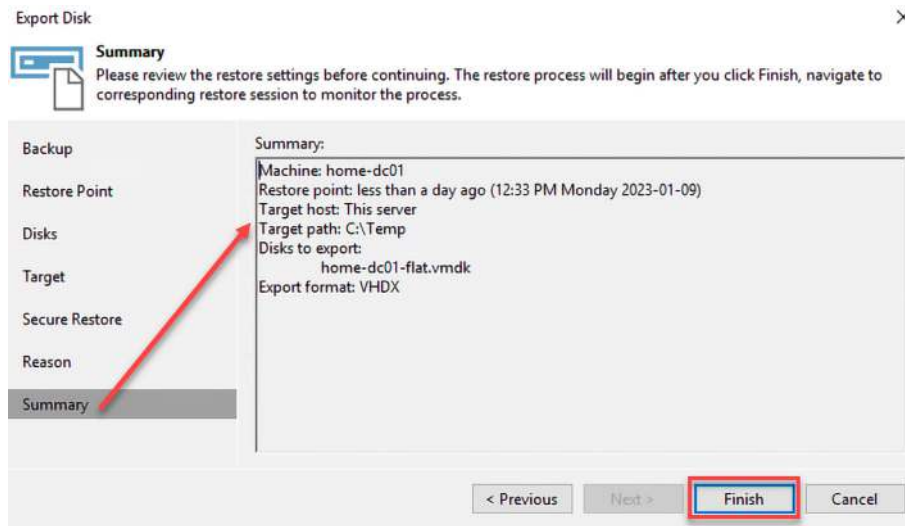 Export Disk
Summary
Please review the restore settings before continuing. The restore process will begin after you click Finish, navigate to
corresponding restore session to monitor the process.
Backup
Restore Point
Disks
Target
Secure Restore
Reason
Summary
Summary:
Machine: home-dc01
Restore point: less than a day ago (12:33 PM Monday 2023-01-09)
Target host: This server
Target path: C:\Temp
Disks to export:
home-dc01-flat.vmdk
Export format: VHDX
< Previous
Next >
Finish
Cancel